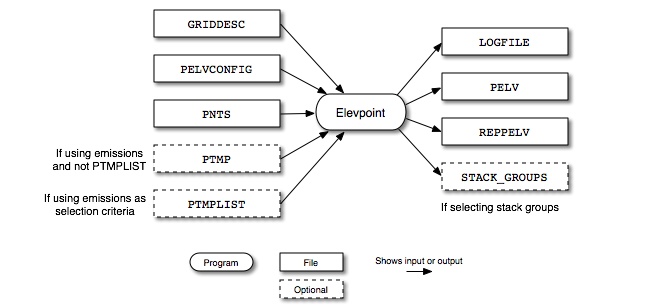 GRIDDESC
PELVCONFIG
PNTS
If using emissions
and not PTMPLIST
PTMP
If using emissions as
selection criteria
PTMPLIST
Elevpoint
LOGFILE
PELV
REPPELV
STACK_GROUPS
If selecting stack groups
Program
File
Optional
Shows input or output